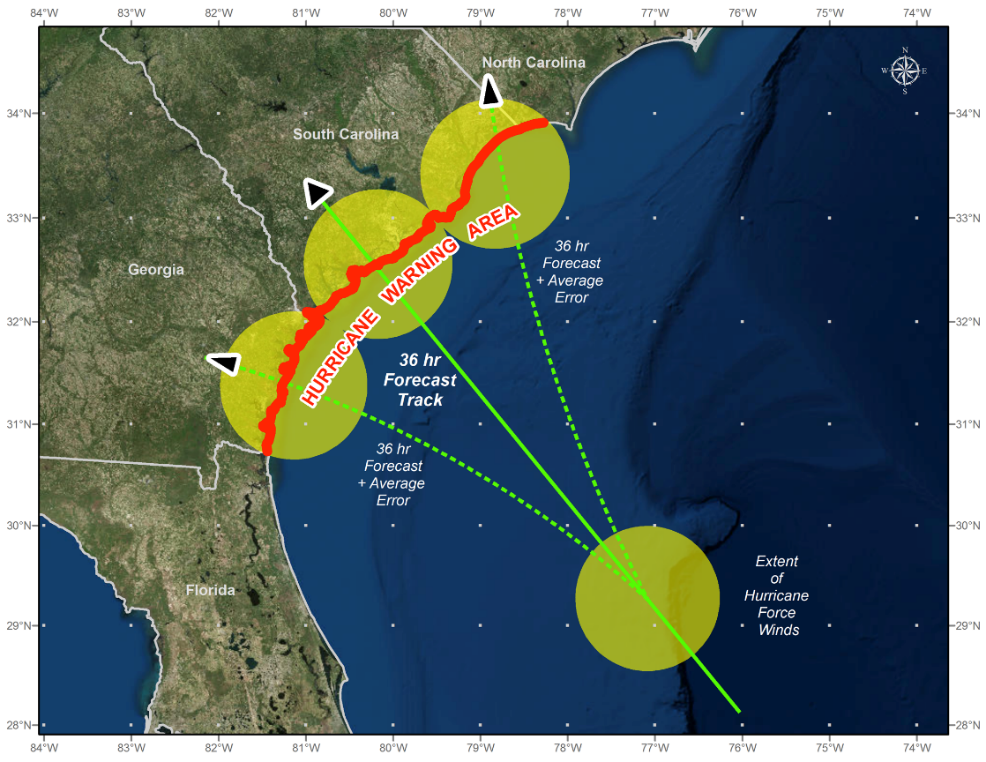 84°W 83°W 82°W 81°W 80°W 79°W 78°W 77°W 76°W 75°W 74°W
N
W E
S
North Carolina
34°N 34°N
South Carolina
33°N 33°N
HURRICANE WARNING AREA
36 hr
Forecast
+ Average
Error
Georgia
32°N 32°N
36 hr
Forecast
Track
31°N 31°N
36 hr
Forecast
+ Average
Error
30°N 30°N
Extent
of
Hurricane
Force
Winds
Florida
29°N 29°N
28°N 28°N
84°W 83°W 82°W 81°W 80°W 79°W 78°W 77°W 76°W 75°W 74°W